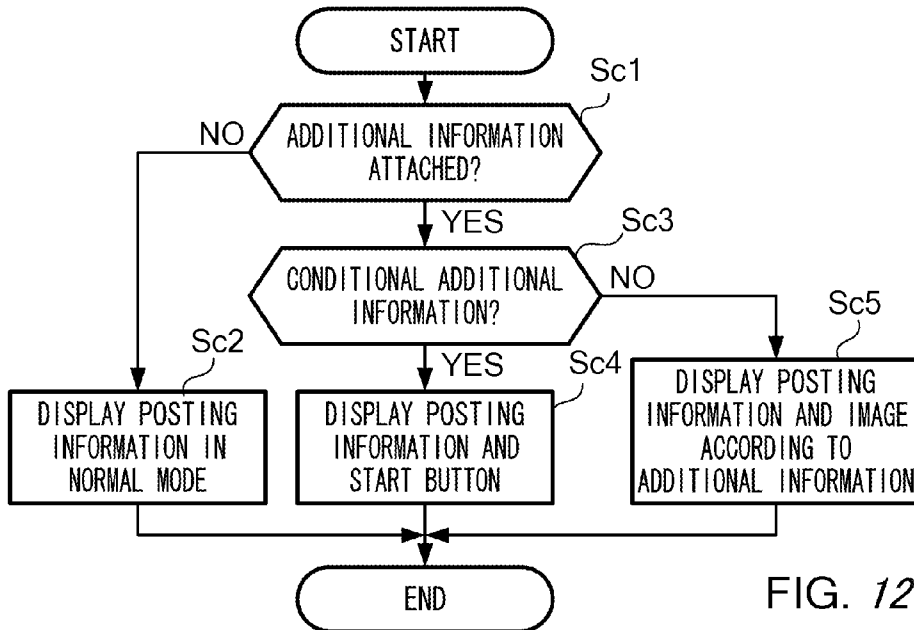 START
Sc1
NO
ADDITIONAL INFORMATION
ATTACHED?
YES
Sc3
CONDITIONAL ADDITIONAL
INFORMATION?
NO
Sc2
YES
Sc4
Sc5
DISPLAY POSTING
INFORMATION IN
NORMAL MODE
DISPLAY POSTING
INFORMATION AND
START BUTTON
DISPLAY POSTING
INFORMATION AND IMAGE
ACCORDING TO
ADDITIONAL INFORMATION
END
FIG. 12